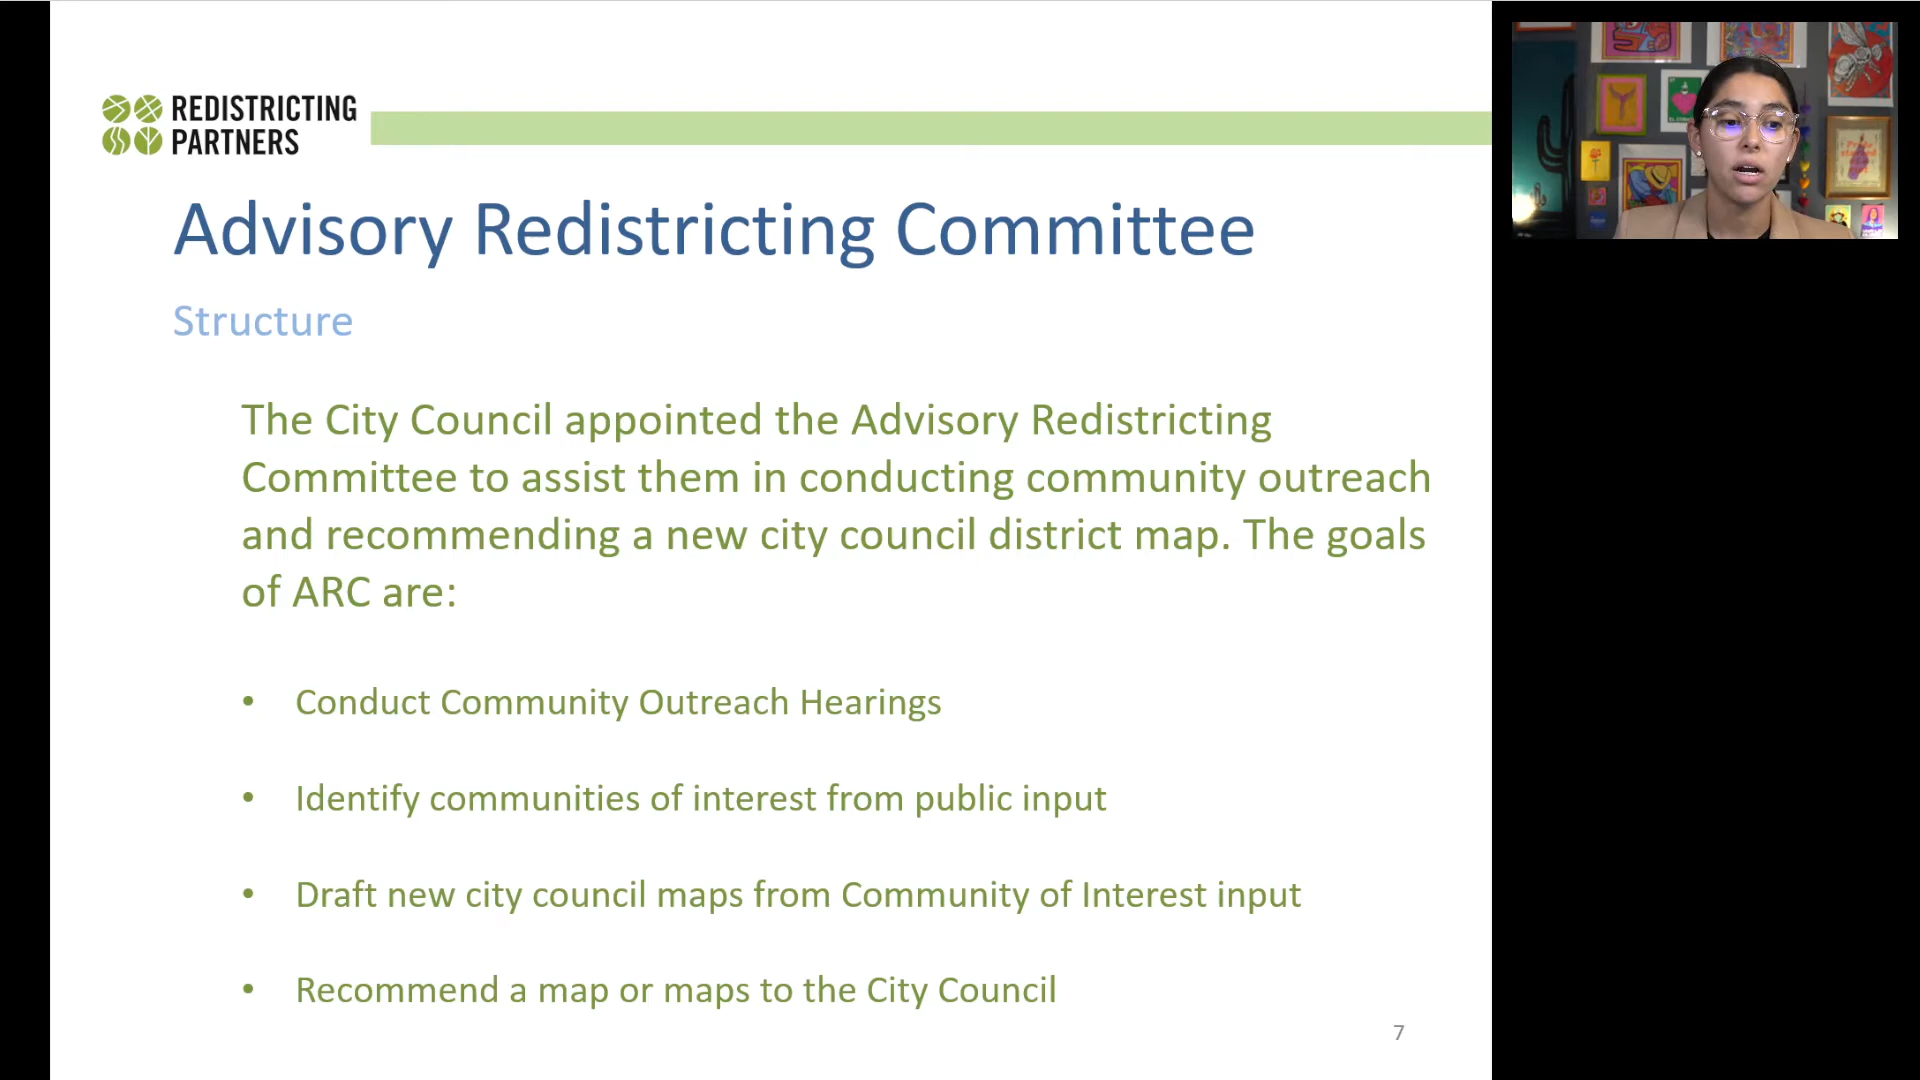 REDISTRICTING
PARTNERS
Advisory Redistricting Committee
Structure
The City Council appointed the Advisory Redistricting
Committee to assist them in conducting community outreach
and recommending a new city council district map. The goals
of ARC are:
• Conduct Community Outreach Hearings
• Identify communities of interest from public input
• Draft new city council maps from Community of Interest input
• Recommend a map or maps to the City Council
7